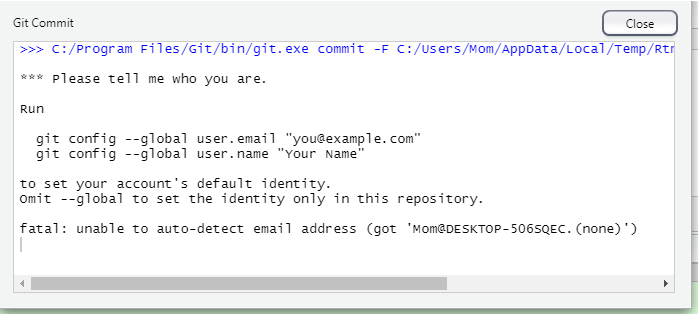 Git Commit
Close
>>> C:/Program Files/Git/bin/git.exe commit -F C:/Users/Mom/AppData/Local/Temp/Rtm
*** Please tell me who you are.
Run
git config --global user.email "you@example.com"
git config --global user.name "Your Name"
to set your account's default identity.
Omit --global to set the identity only in this repository.
fatal: unable to auto-detect email address (got 'Mom@DESKTOP-506SQEC.(none)')